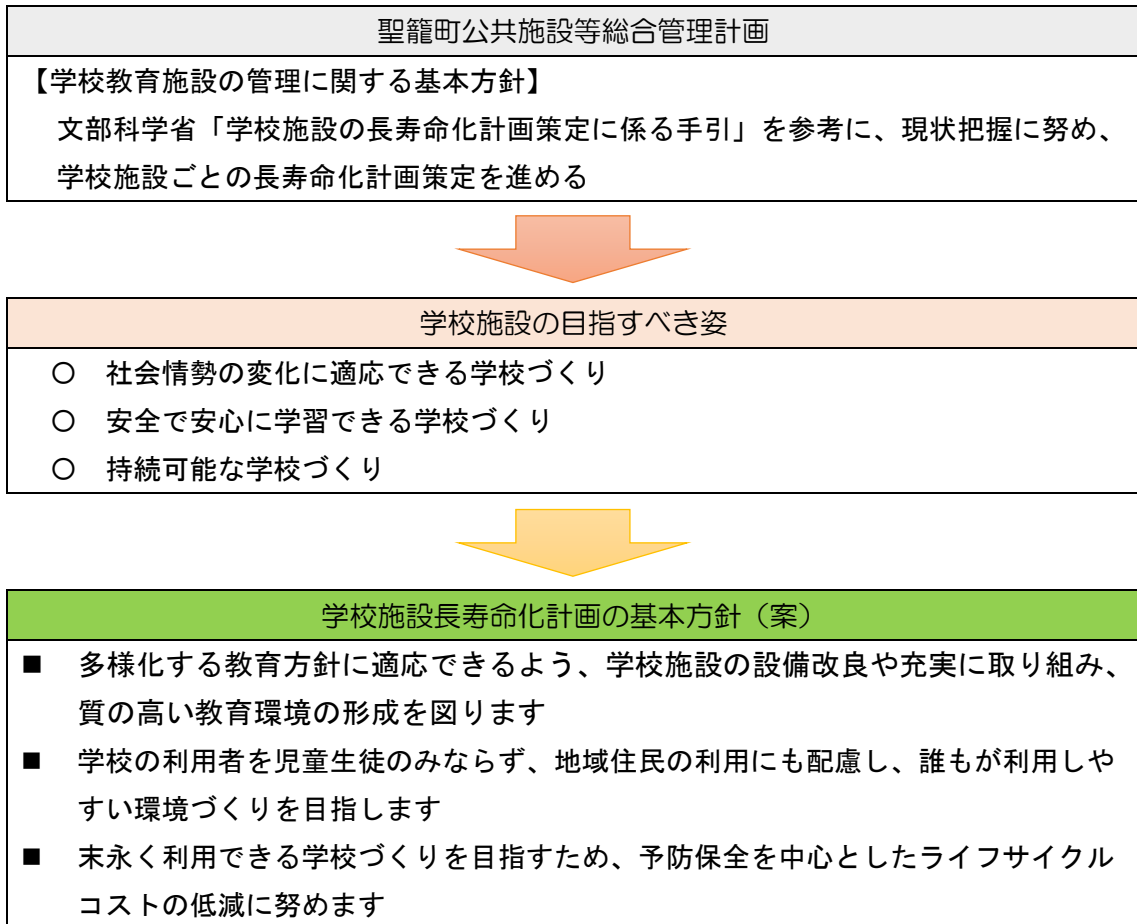 聖籠町公共施設等総合管理計画
【学校教育施設の管理に関する基本方針】
文部科学省「学校施設の長寿命化計画策定に係る手引」を参考に、現状把握に努め、
学校施設ごとの長寿命化計画策定を進める
学校施設の目指すべき姿
〇 社会情勢の変化に適応できる学校づくり
〇 安全で安心に学習できる学校づくり
〇 持続可能な学校づくり
学校施設長寿命化計画の基本方針（案）
■ 多様化する教育方針に適応できるよう、学校施設の設備改良や充実に取り組み、
質の高い教育環境の形成を図ります
■ 学校の利用者を児童生徒のみならず、地域住民の利用にも配慮し、誰もが利用しや
すい環境づくりを目指します
■ 末永く利用できる学校づくりを目指すため、予防保全を中心としたライフサイクル
コストの低減に努めます